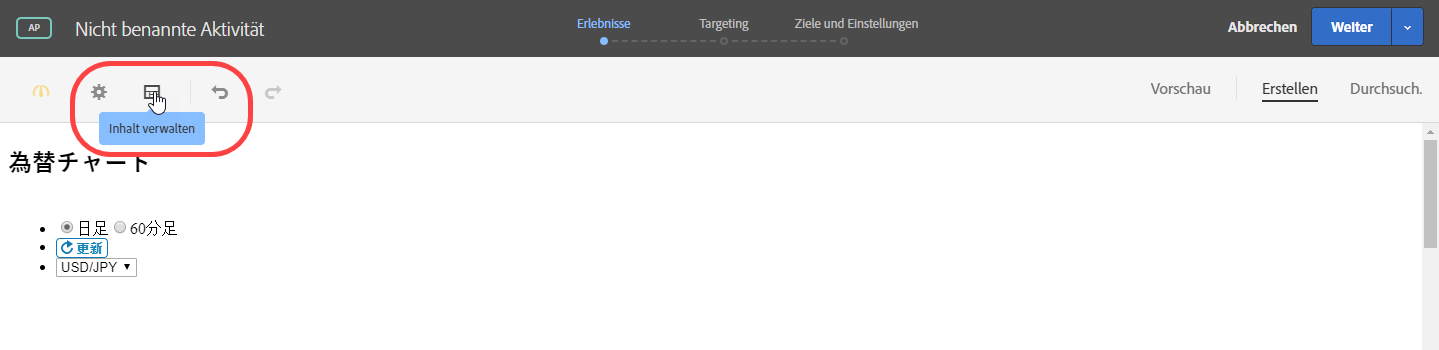 AP
Nicht benannte Aktivität
Erlebnisse
Targeting
Ziele und Einstellungen
Abbrechen
Weiter
Vorschau
Erstellen
Durchsuch.
Inhalt verwalten
為替チャート
日足 60分足
更新
USD/JPY